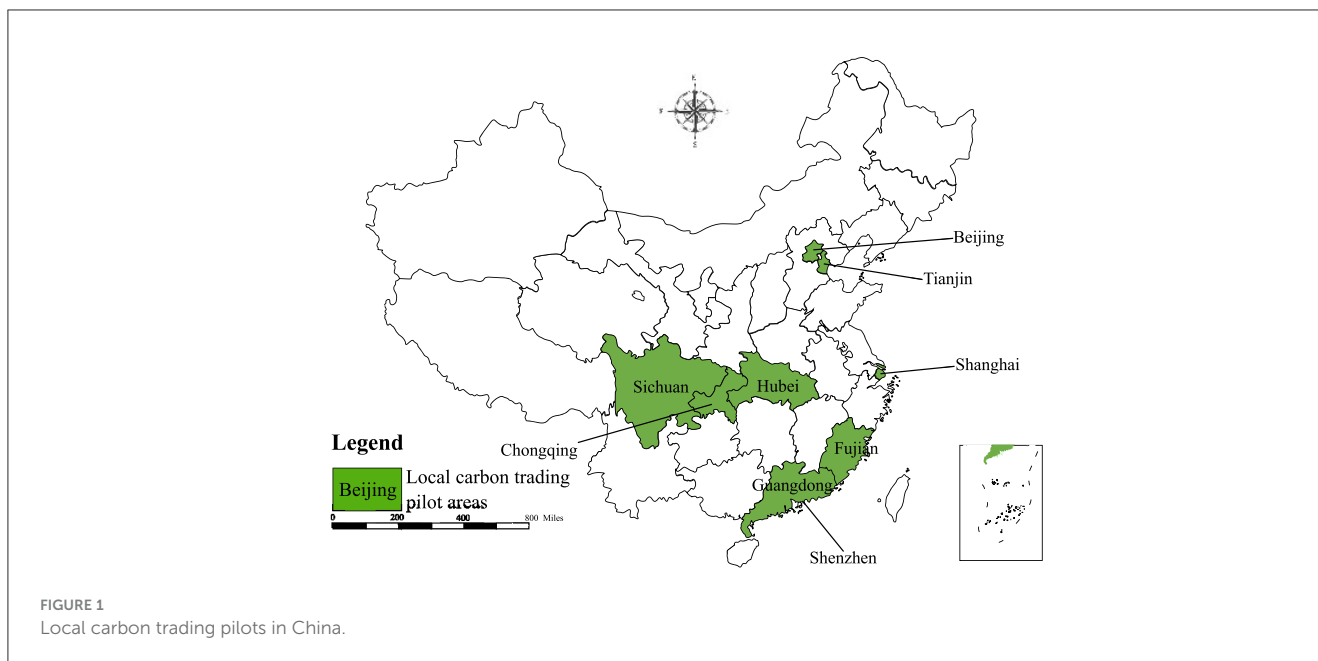 E
S
Beijing
Tianjin
Shanghai
Sichuan
Hubei
Chongqing
Fujian
Guangdong
Shenzhen
Legend
Beijing
Local carbon trading
pilot areas
0 200 400 800 Miles
FIGURE 1
Local carbon trading pilots in China.